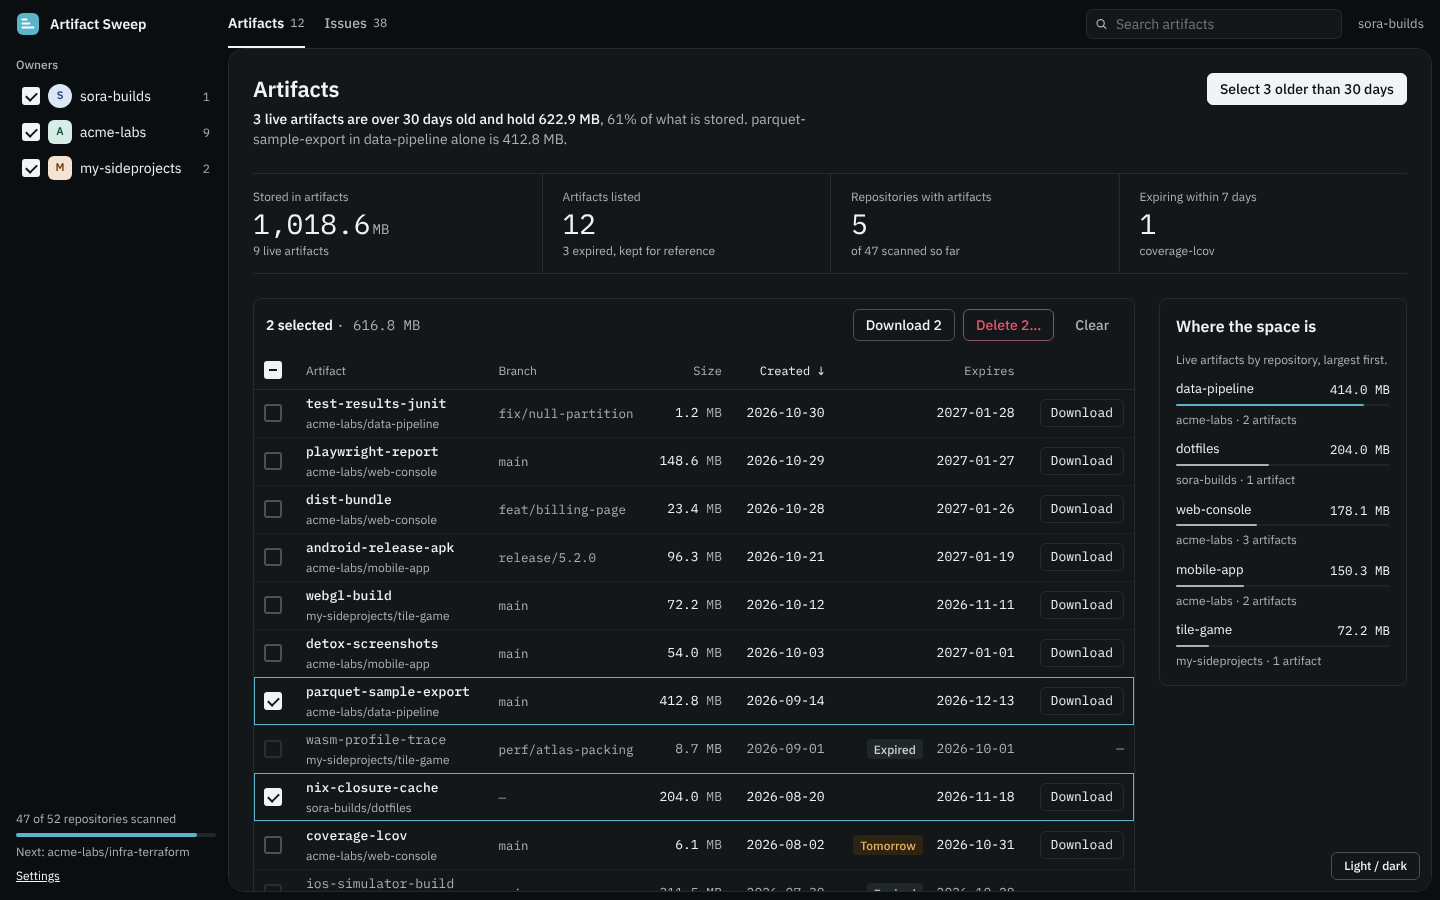 Artifact Sweep
Artifacts 12
Issues 38
Search artifacts
sora-builds
Owners
S sora-builds 1
A acme-labs 9
M my-sideprojects 2
47 of 52 repositories scanned
Next: acme-labs/infra-terraform
Settings
Artifacts
Select 3 older than 30 days
3 live artifacts are over 30 days old and hold 622.9 MB, 61% of what is stored. parquet-
sample-export in data-pipeline alone is 412.8 MB.
Stored in artifacts
1,018.6 MB
9 live artifacts
Artifacts listed
12
3 expired, kept for reference
Repositories with artifacts
5
of 47 scanned so far
Expiring within 7 days
1
coverage-lcov
2 selected · 616.8 MB
Download 2
Delete 2...
Clear
Artifact Branch Size Created ↓ Expires
test-results-junit
acme-labs/data-pipeline
fix/null-partition 1.2 MB 2026-10-30 2027-01-28 Download
playwright-report
acme-labs/web-console
main 148.6 MB 2026-10-29 2027-01-27 Download
dist-bundle
acme-labs/web-console
feat/billing-page 23.4 MB 2026-10-28 2027-01-26 Download
android-release-apk
acme-labs/mobile-app
release/5.2.0 96.3 MB 2026-10-21 2027-01-19 Download
webgl-build
my-sideprojects/tile-game
main 72.2 MB 2026-10-12 2026-11-11 Download
detox-screenshots
acme-labs/mobile-app
main 54.0 MB 2026-10-03 2027-01-01 Download
parquet-sample-export
acme-labs/data-pipeline
main 412.8 MB 2026-09-14 2026-12-13 Download
wasm-profile-trace
my-sideprojects/tile-game
perf/atlas-packing 8.7 MB 2026-09-01 Expired 2026-10-01 –
nix-closure-cache
sora-builds/dotfiles
– 204.0 MB 2026-08-20 2026-11-18 Download
coverage-lcov
acme-labs/web-console
main 6.1 MB 2026-08-02 Tomorrow 2026-10-31 Download
ios-simulator-build
Where the space is
Live artifacts by repository, largest first.
data-pipeline 414.0 MB
acme-labs · 2 artifacts
dotfiles 204.0 MB
sora-builds · 1 artifact
web-console 178.1 MB
acme-labs · 3 artifacts
mobile-app 150.3 MB
acme-labs · 2 artifacts
tile-game 72.2 MB
my-sideprojects · 1 artifact
Light / dark